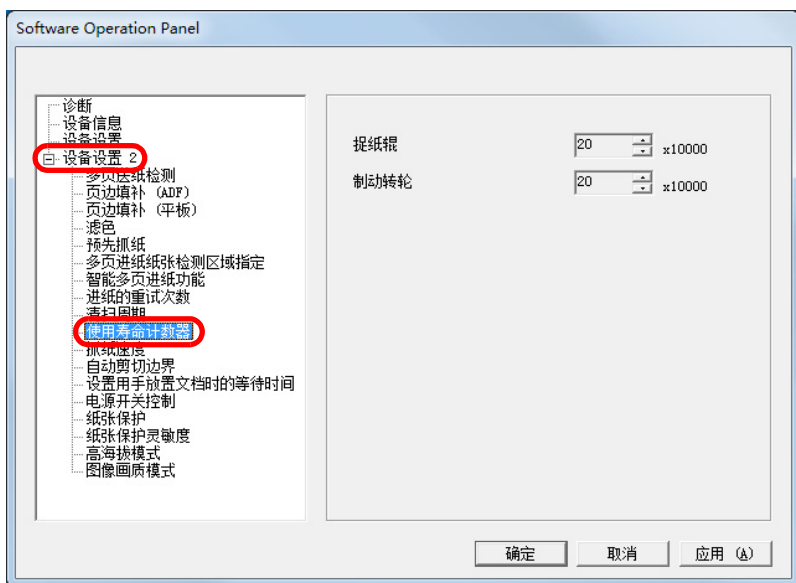 Software Operation Panel
诊断
设备信息
设备设置
设备设置 2
多页送纸检测
页边填补 (ADF)
页边填补 (平板)
滤色
预先抓纸
多页进纸纸张检测区域指定
智能多页进纸功能
进纸的重试次数
清扫周期
使用寿命计数器
抓纸速度
自动剪切边界
设置用手放置文档时的等待时间
电源开关控制
纸张保护
纸张保护灵敏度
高海拔模式
图像画质模式
捉纸辊 20 x10000
制动转轮 20 x10000
确定 取消 应用 (A)